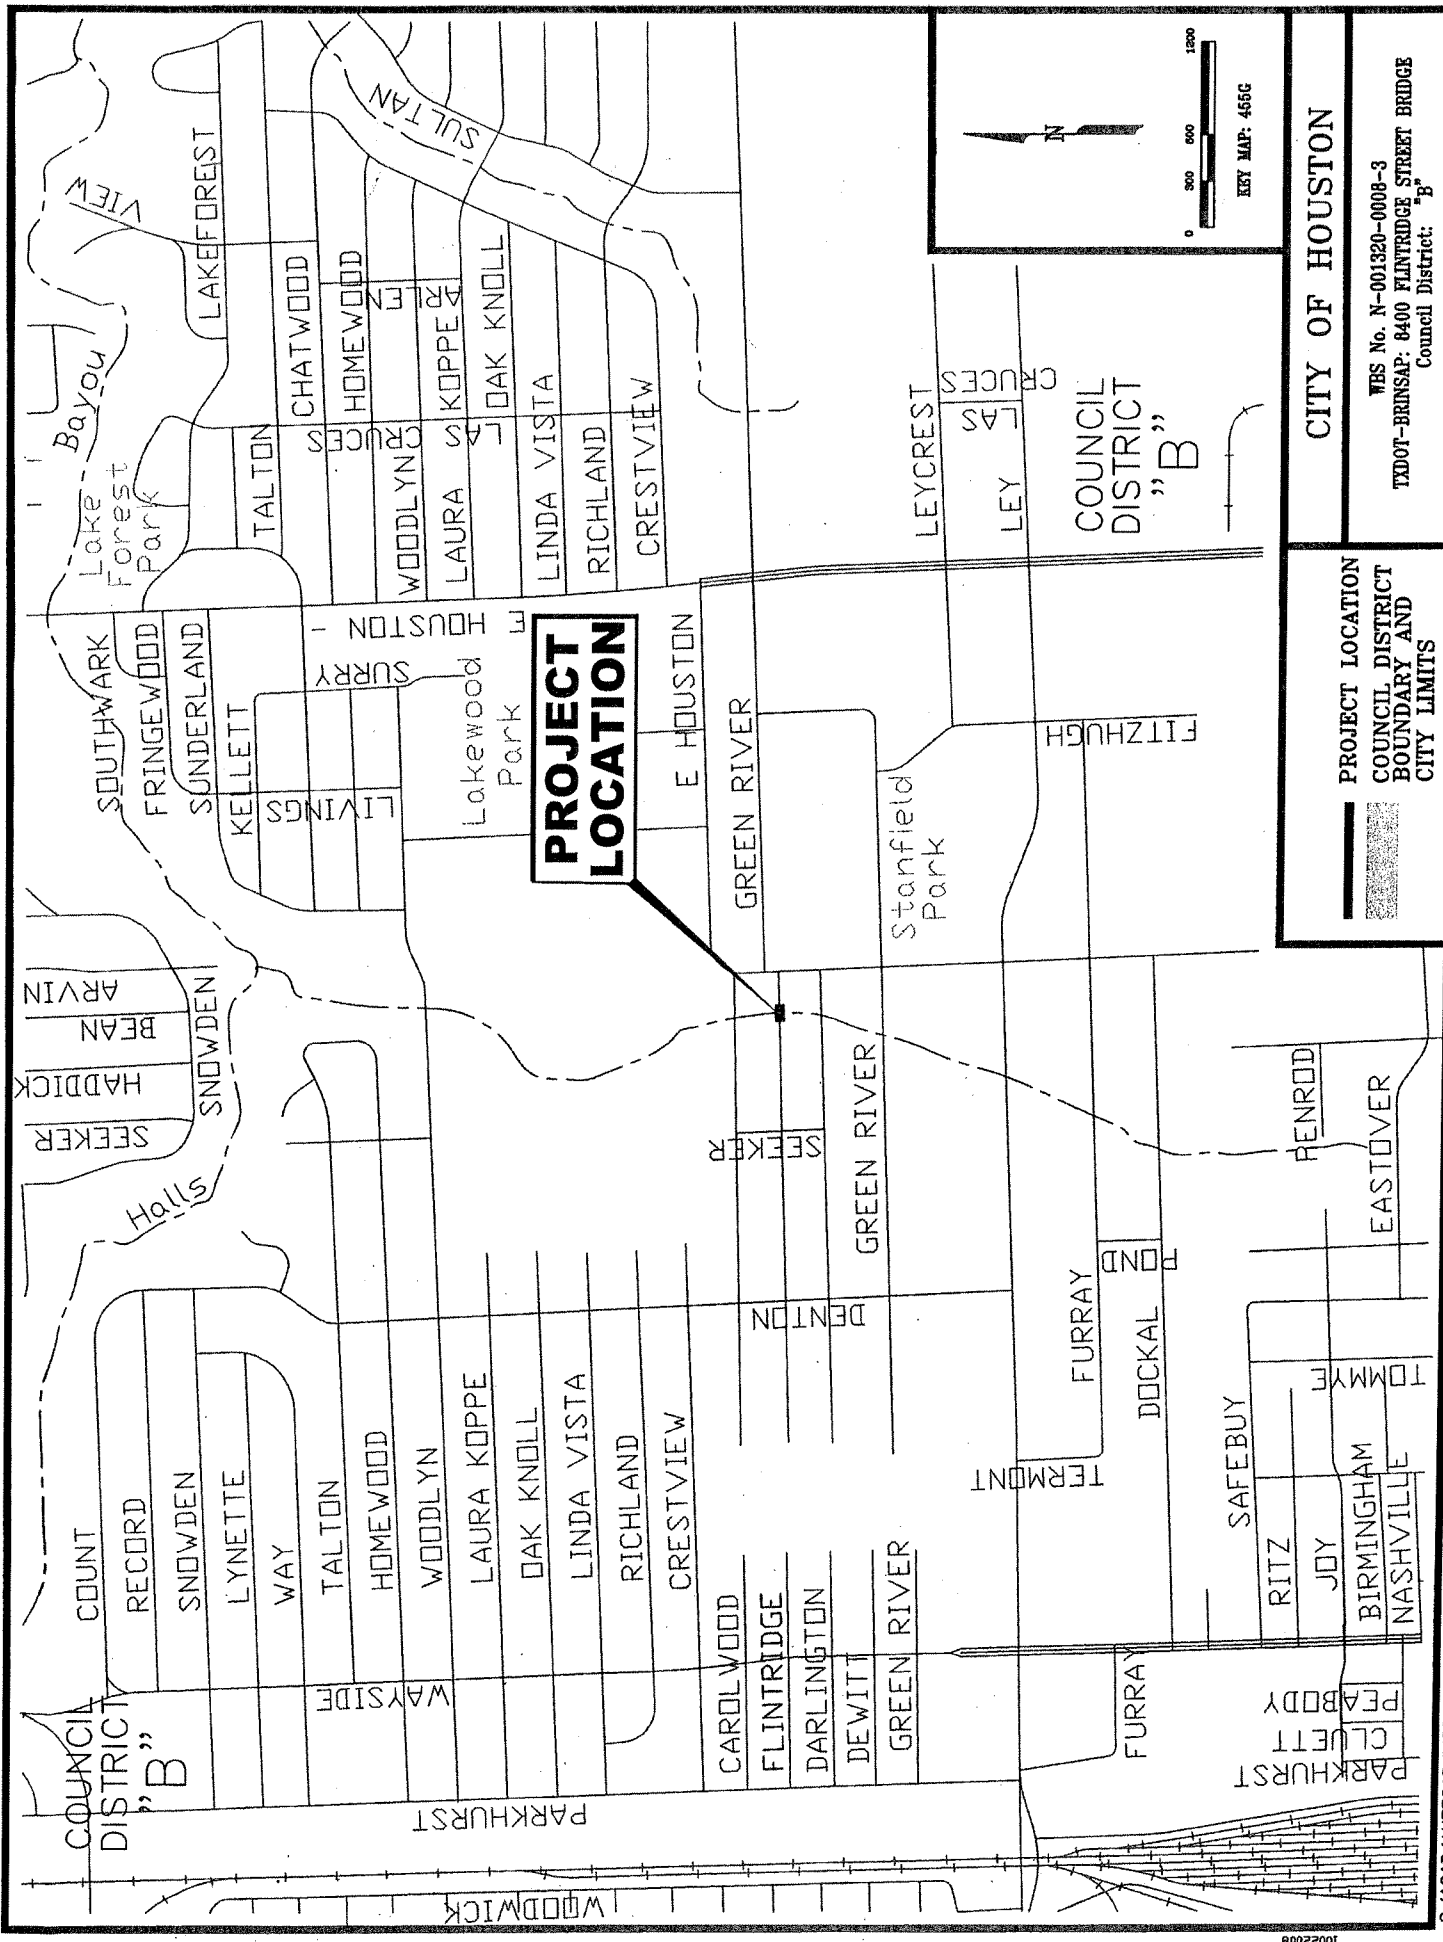 COUNCIL
DISTRICT
"B"
COUNT
RECORD
SNOWDEN
LYNETTE
WAY
TALTON
HOMEWOOD
WOODLYN
LAURA KOPPE
OAK KNOLL
LINDA VISTA
RICHLAND
CRESTVIEW
CAROLWOOD
FLINTRIDGE
DARLINGTON
DEWITT
GREEN RIVER
WAYSIDE
PARKHURST
WOODWICK
Halls
SEEKER
HADDICK
BEAN
ARVIN
SNOWDEN
Bayou
SOUTHWARK
FRINGEWOOD
SUNDERLAND
KELLETT
LIVINGS
SURRY
E HOUSTON -
Lake
Forest
Park
Lakewood
Park
VIEW
LAKEFOREST
TALTON
CHATWOOD
HOMEWOOD
ARLEN
WOODLYN
LAURA KOPPE
LAS CRUCES
OAK KNOLL
LINDA VISTA
RICHLAND
CRESTVIEW
SULTAN
PROJECT
LOCATION
E HOUSTON
GREEN RIVER
SEEKER
GREEN RIVER
DENTON
Stanfield
Park
LEYCREST
LEY
LAS CRUCES
FITZHUGH
COUNCIL
DISTRICT
"B"
FURRAY
POND
DOCKAL
TERMONT
SAFEBUY
PENROD
EASTOVER
TOMMYE
RITZ
JOY
BIRMINGHAM
NASHVILLE
FURRAY
PEABODY
CLUETT
PARKHURST
N
0 300 600 1200
KEY MAP: 455G
PROJECT LOCATION
COUNCIL DISTRICT
BOUNDARY AND
CITY LIMITS
CITY OF HOUSTON
WBS No. N-001320-0008-3
TXDOT-BRINSAP: 8400 FLINTRIDGE STREET BRIDGE
Council District: "B"